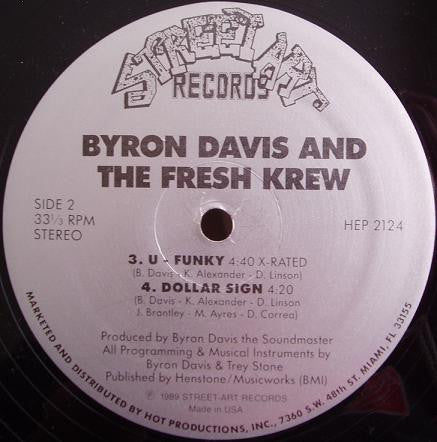 STREET ART
RECORDS
BYRON DAVIS AND
THE FRESH KREW
SIDE 2
33⅓ RPM
STEREO
HEP 2124
3. U - FUNKY 4:40 X-RATED
(B. Davis - K. Alexander - D. Linson)
4. DOLLAR SIGN 4:20
(B. Davis - K. Alexander - D. Linson
J. Brantley - M. Ayres - D. Correa)
Produced by Byron Davis the Soundmaster
All Programming & Musical Instruments by
Byron Davis & Trey Stone
Published by Henstone/Musicworks (BMI)
℗ 1989 STREET-ART RECORDS
Made in USA
MARKETED AND DISTRIBUTED BY HOT PRODUCTIONS, INC., 7360 S.W. 48th ST. MIAMI, FL 33155